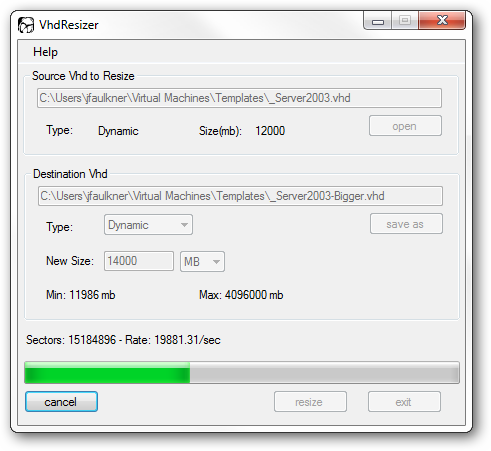 VhdResizer
Help
Source Vhd to Resize
C:\Users\jfaulkner\Virtual Machines\Templates\_Server2003.vhd
Type: Dynamic Size(mb): 12000 open
Destination Vhd
C:\Users\jfaulkner\Virtual Machines\Templates\_Server2003-Bigger.vhd
Type: Dynamic save as
New Size: 14000 MB
Min: 11986 mb Max: 4096000 mb
Sectors: 15184896 - Rate: 19881.31/sec
cancel resize exit